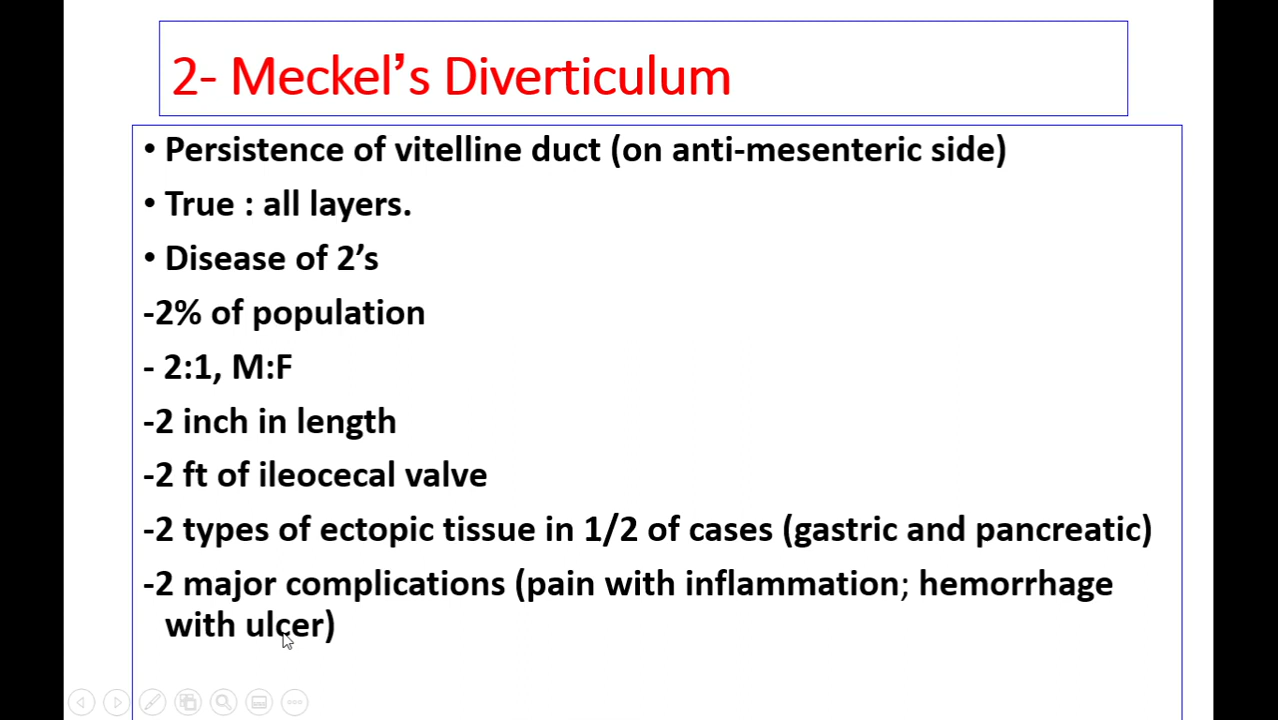 2- Meckel’s Diverticulum
• Persistence of vitelline duct (on anti-mesenteric side)
• True : all layers.
• Disease of 2’s
-2% of population
- 2:1, M:F
-2 inch in length
-2 ft of ileocecal valve
-2 types of ectopic tissue in 1/2 of cases (gastric and pancreatic)
-2 major complications (pain with inflammation; hemorrhage
with ulcer)